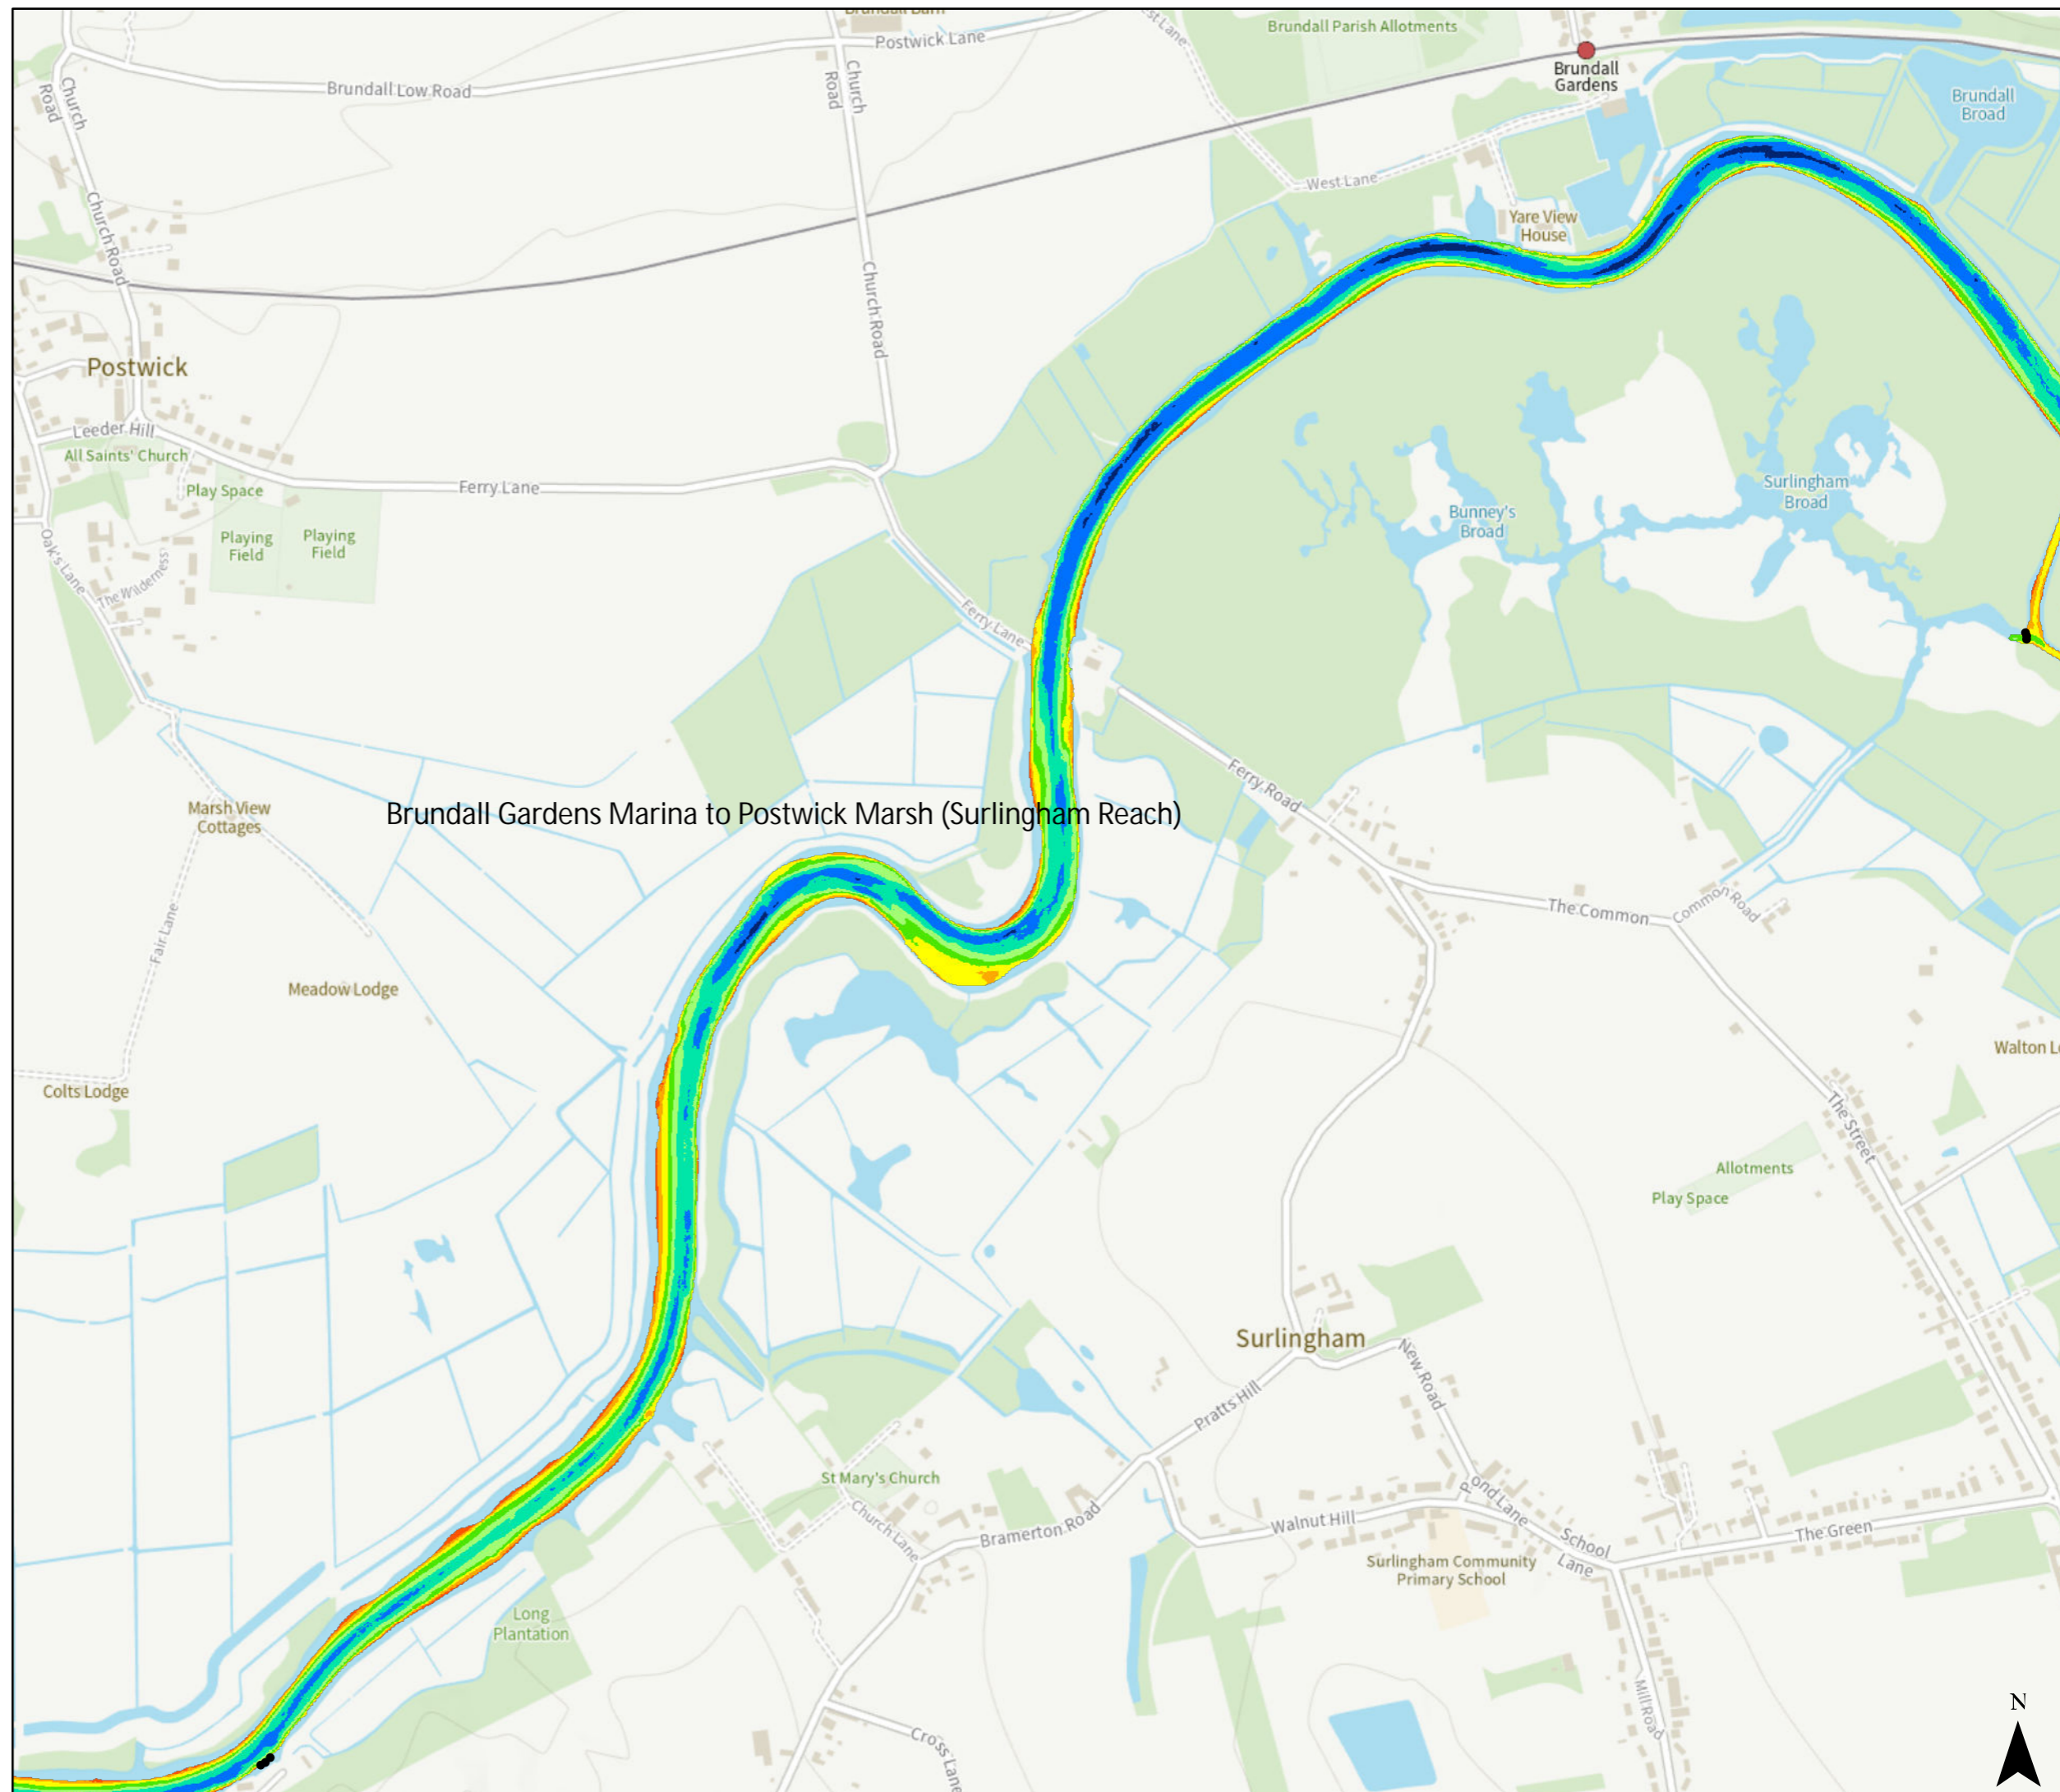 Postwick Lane
Brundall Parish Allotments
Brundall
Gardens
Brundall
Broad
Brundall Low Road
Church
Road
Church
Road
Church Road
West Lane
Yare View
House
Church Road
Postwick
Leeder Hill
All Saints' Church
Play Space
Ferry Lane
Surlingham
Broad
Bunney's
Broad
Playing
Field
Playing
Field
Oak's Lane
The Wilderness
Ferry Lane
Ferry Road
Marsh View
Cottages
Brundall Gardens Marina to Postwick Marsh (Surlingham Reach)
The Common
Common Road
Fair Lane
Meadow Lodge
Colts Lodge
Walton
The Street
Allotments
Play Space
Surlingham
New Road
Pratts Hill
St Mary's Church
Church Lane
Bramerton Road
Walnut Hill
Pond Lane
School
Lane
The Green
Surlingham Community
Primary School
Long
Plantation
Mill Road
Cross Lane
N